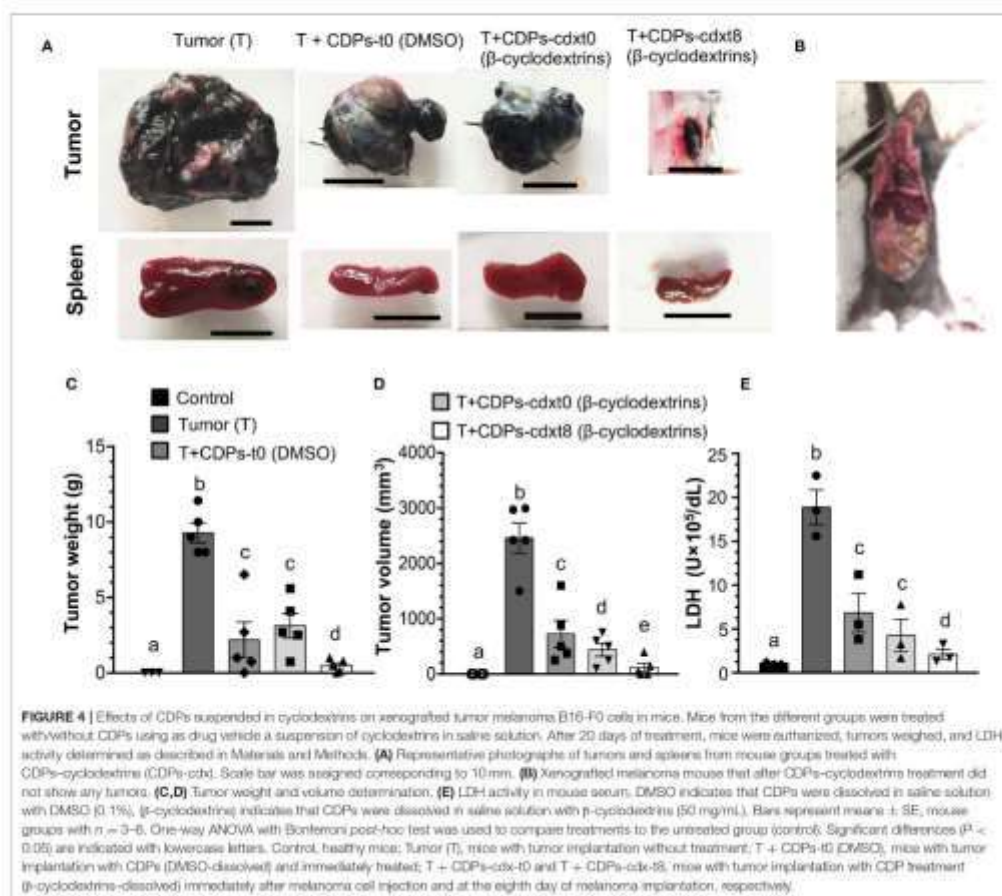 A
Tumor (T)
T + CDPs-t0 (DMSO)
T+CDPs-cdxt0
(β-cyclodextrins)
T+CDPs-cdxt8
(β-cyclodextrins)
B
Tumor
Spleen
C
Control
Tumor (T)
T+CDPs-t0 (DMSO)
D
T+CDPs-cdxt0 (β-cyclodextrins)
T+CDPs-cdxt8 (β-cyclodextrins)
E
Tumor weight (g)
15
10
5
0
a
b
c
c
d
Tumor volume (mm³)
4000
3000
2000
1000
0
a
b
c
d
e
LDH (U×10⁵/dL)
25
20
15
10
5
0
a
b
c
c
d
FIGURE 4 | Effects of CDPs suspended in cyclodextrins on xenografted tumor melanoma B16-F0 cells in mice. Mice from the different groups were treated
with/without CDPs using as drug vehicle a suspension of cyclodextrins in saline solution. After 20 days of treatment, mice were euthanized, tumors weighed, and LDH
activity determined as described in Materials and Methods. (A) Representative photographs of tumors and spleens from mouse groups treated with
CDPs-cyclodextrins (CDPs-cdx). Scale bar was assigned corresponding to 10 mm. (B) Xenografted melanoma mouse that after CDPs-cyclodextrins treatment did
not show any tumors. (C,D) Tumor weight and volume determination. (E) LDH activity in mouse serum. DMSO indicates that CDPs were dissolved in saline solution
with DMSO (0.1%), (β-cyclodextrins) indicates that CDPs were dissolved in saline solution with β-cyclodextrins (50 mg/mL). Bars represent means ± SE, mouse
groups with n = 3–6. One-way ANOVA with Bonferroni post-hoc test was used to compare treatments to the untreated group (control). Significant differences (P <
0.05) are indicated with lowercase letters. Control, healthy mice; Tumor (T), mice with tumor implantation without treatment; T + CDPs-t0 (DMSO), mice with tumor
implantation with CDPs (DMSO-dissolved) and immediately treated; T + CDPs-cdx-t0 and T + CDPs-cdx-t8, mice with tumor implantation with CDP treatment
(β-cyclodextrins-dissolved) immediately after melanoma cell injection and at the eighth day of melanoma implantation, respectively.